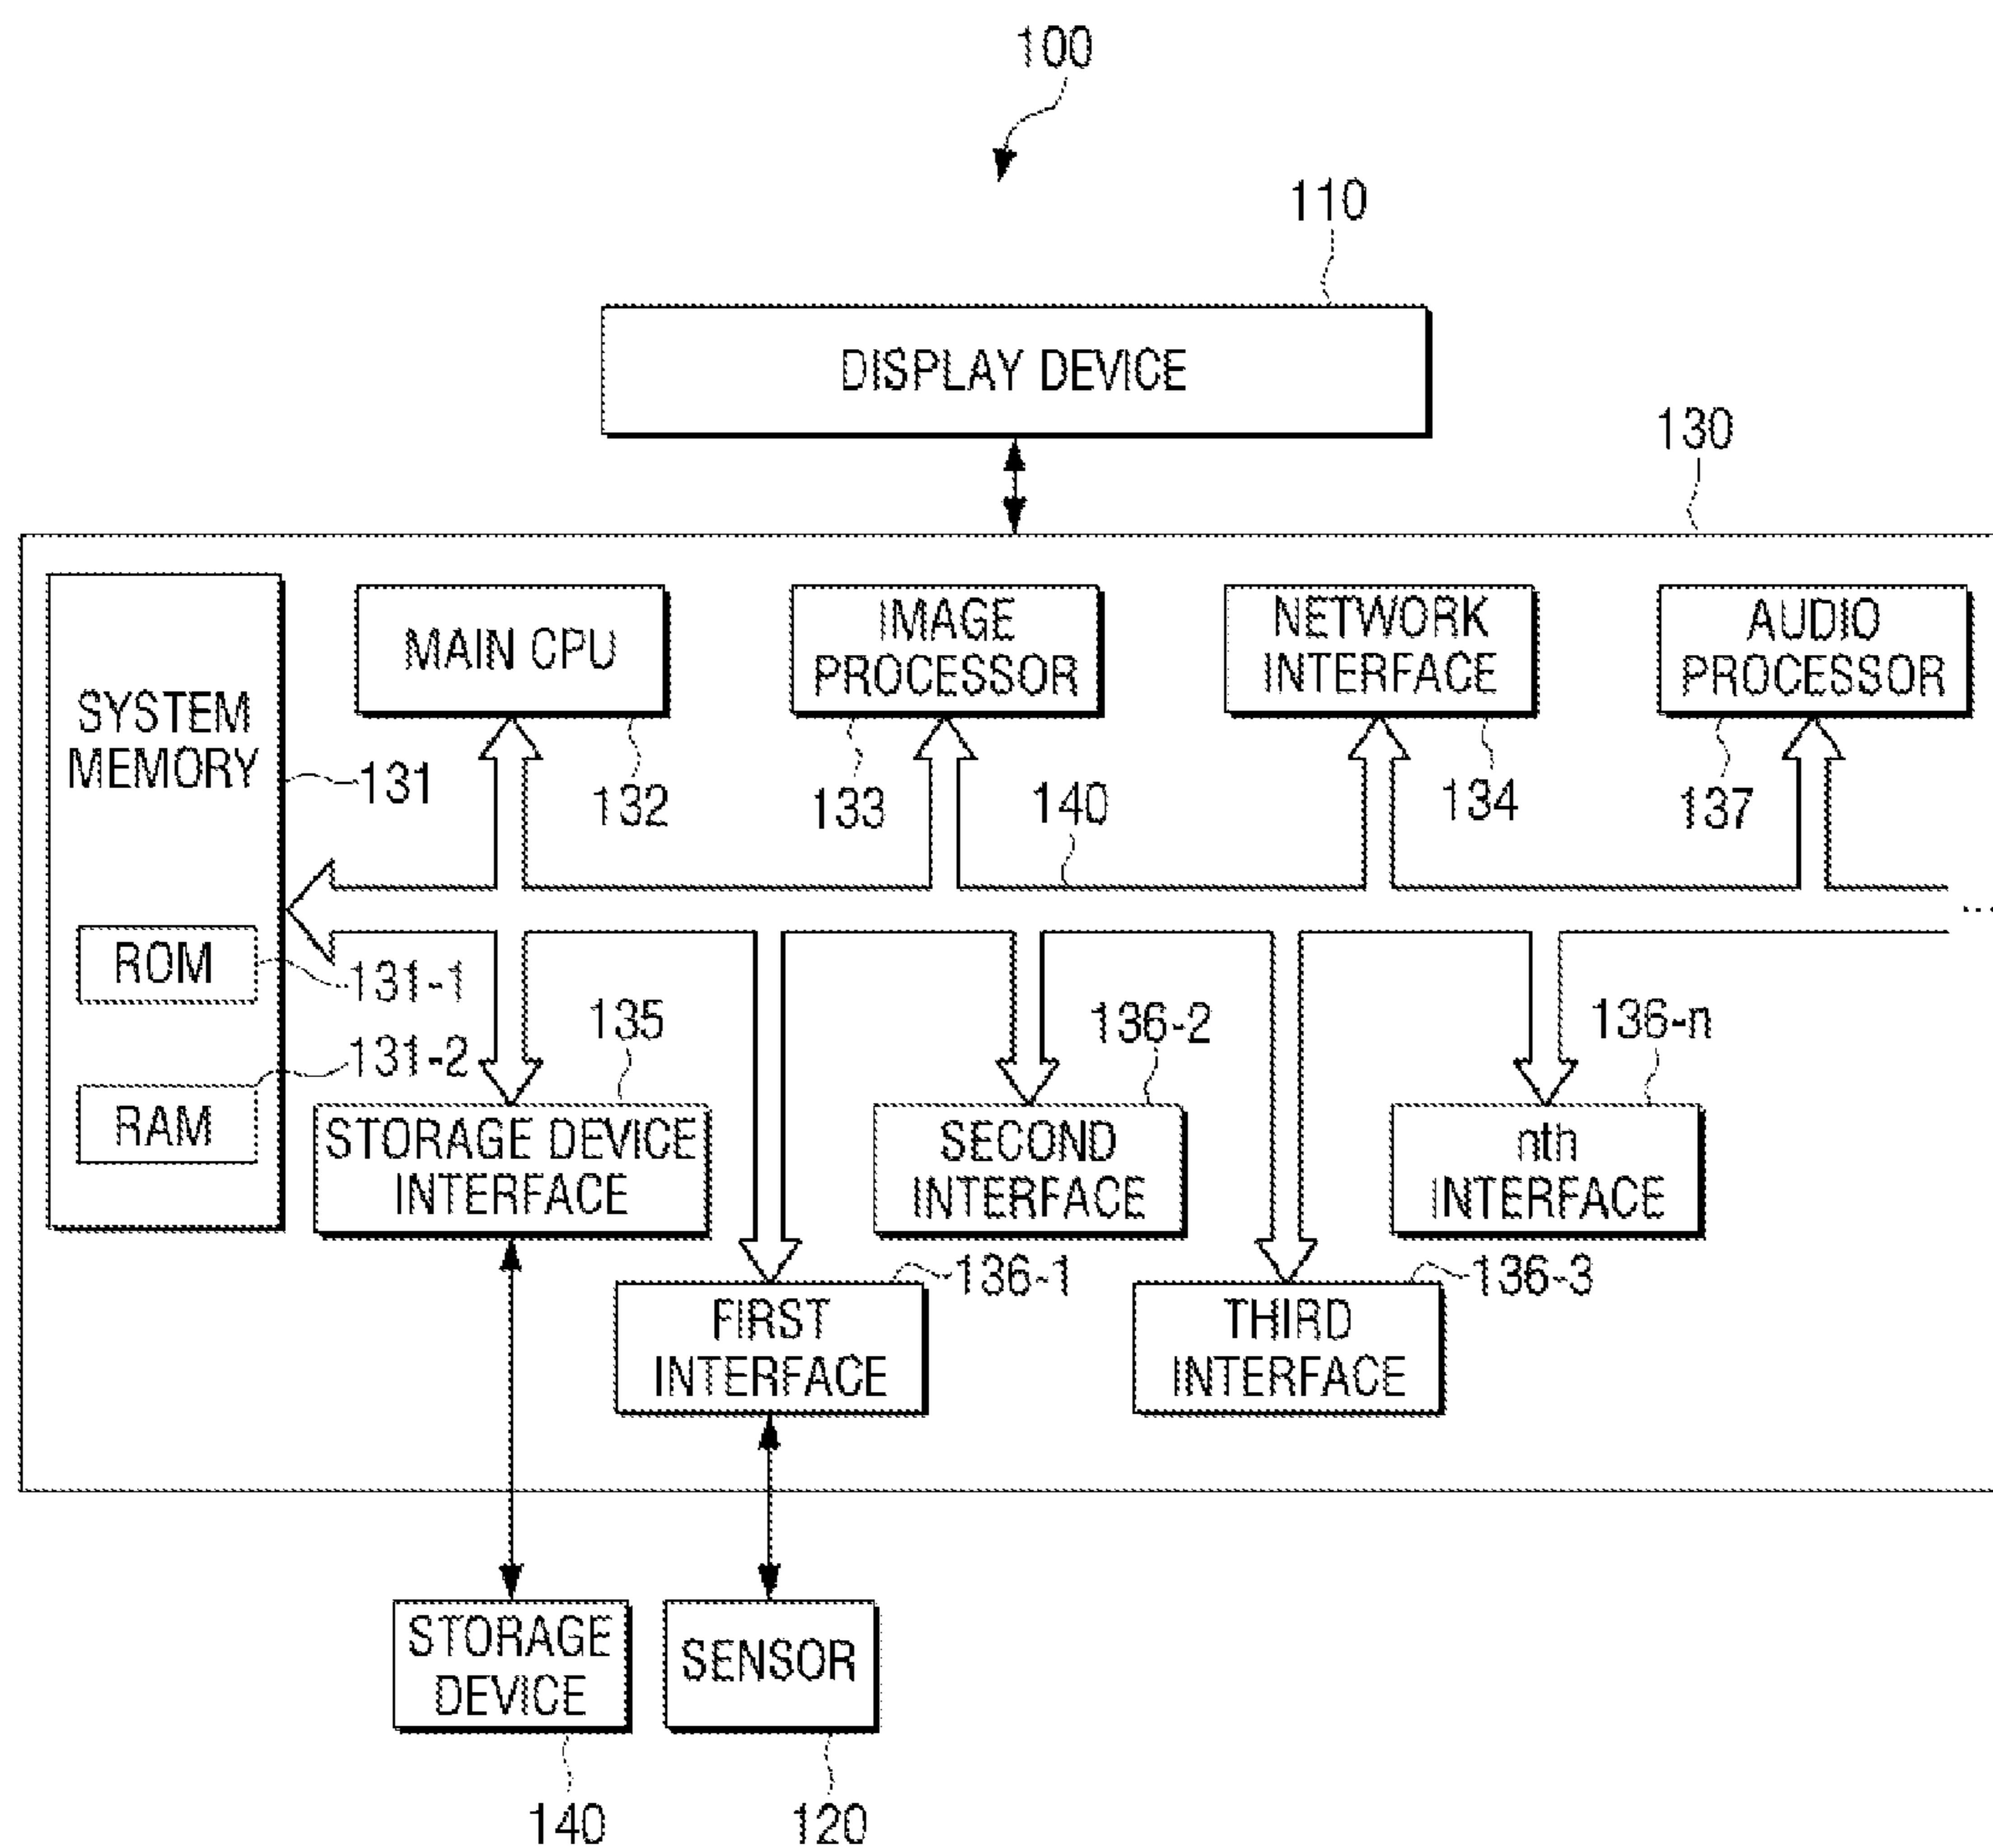 100
110
DISPLAY DEVICE
130
SYSTEM
MEMORY
131
MAIN CPU
132
IMAGE
PROCESSOR
133
NETWORK
INTERFACE
134
AUDIO
PROCESSOR
137
140
...
ROM
131-1
RAM
131-2
135
STORAGE DEVICE
INTERFACE
136-2
SECOND
INTERFACE
136-n
nth
INTERFACE
136-1
FIRST
INTERFACE
136-3
THIRD
INTERFACE
STORAGE
DEVICE
140
SENSOR
120